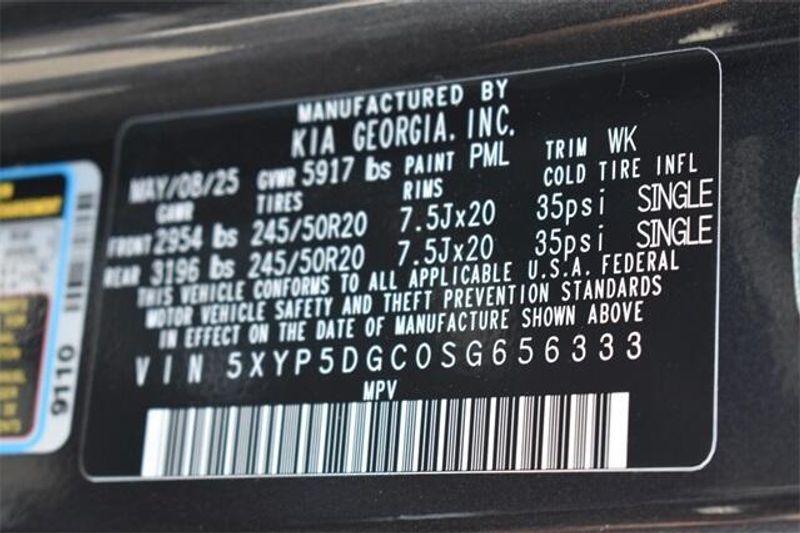 MANUFACTURED BY
KIA GEORGIA, INC.
MAY/08/25 GVWR 5917 lbs PAINT PML TRIM WK
GAWR TIRES RIMS COLD TIRE INFL
FRONT 2954 lbs 245/50R20 7.5Jx20 35psi SINGLE
REAR 3196 lbs 245/50R20 7.5Jx20 35psi SINGLE
THIS VEHICLE CONFORMS TO ALL APPLICABLE U.S.A. FEDERAL
MOTOR VEHICLE SAFETY AND THEFT PREVENTION STANDARDS
IN EFFECT ON THE DATE OF MANUFACTURE SHOWN ABOVE
VIN 5XYP5DGC0SG656333
MPV
9110